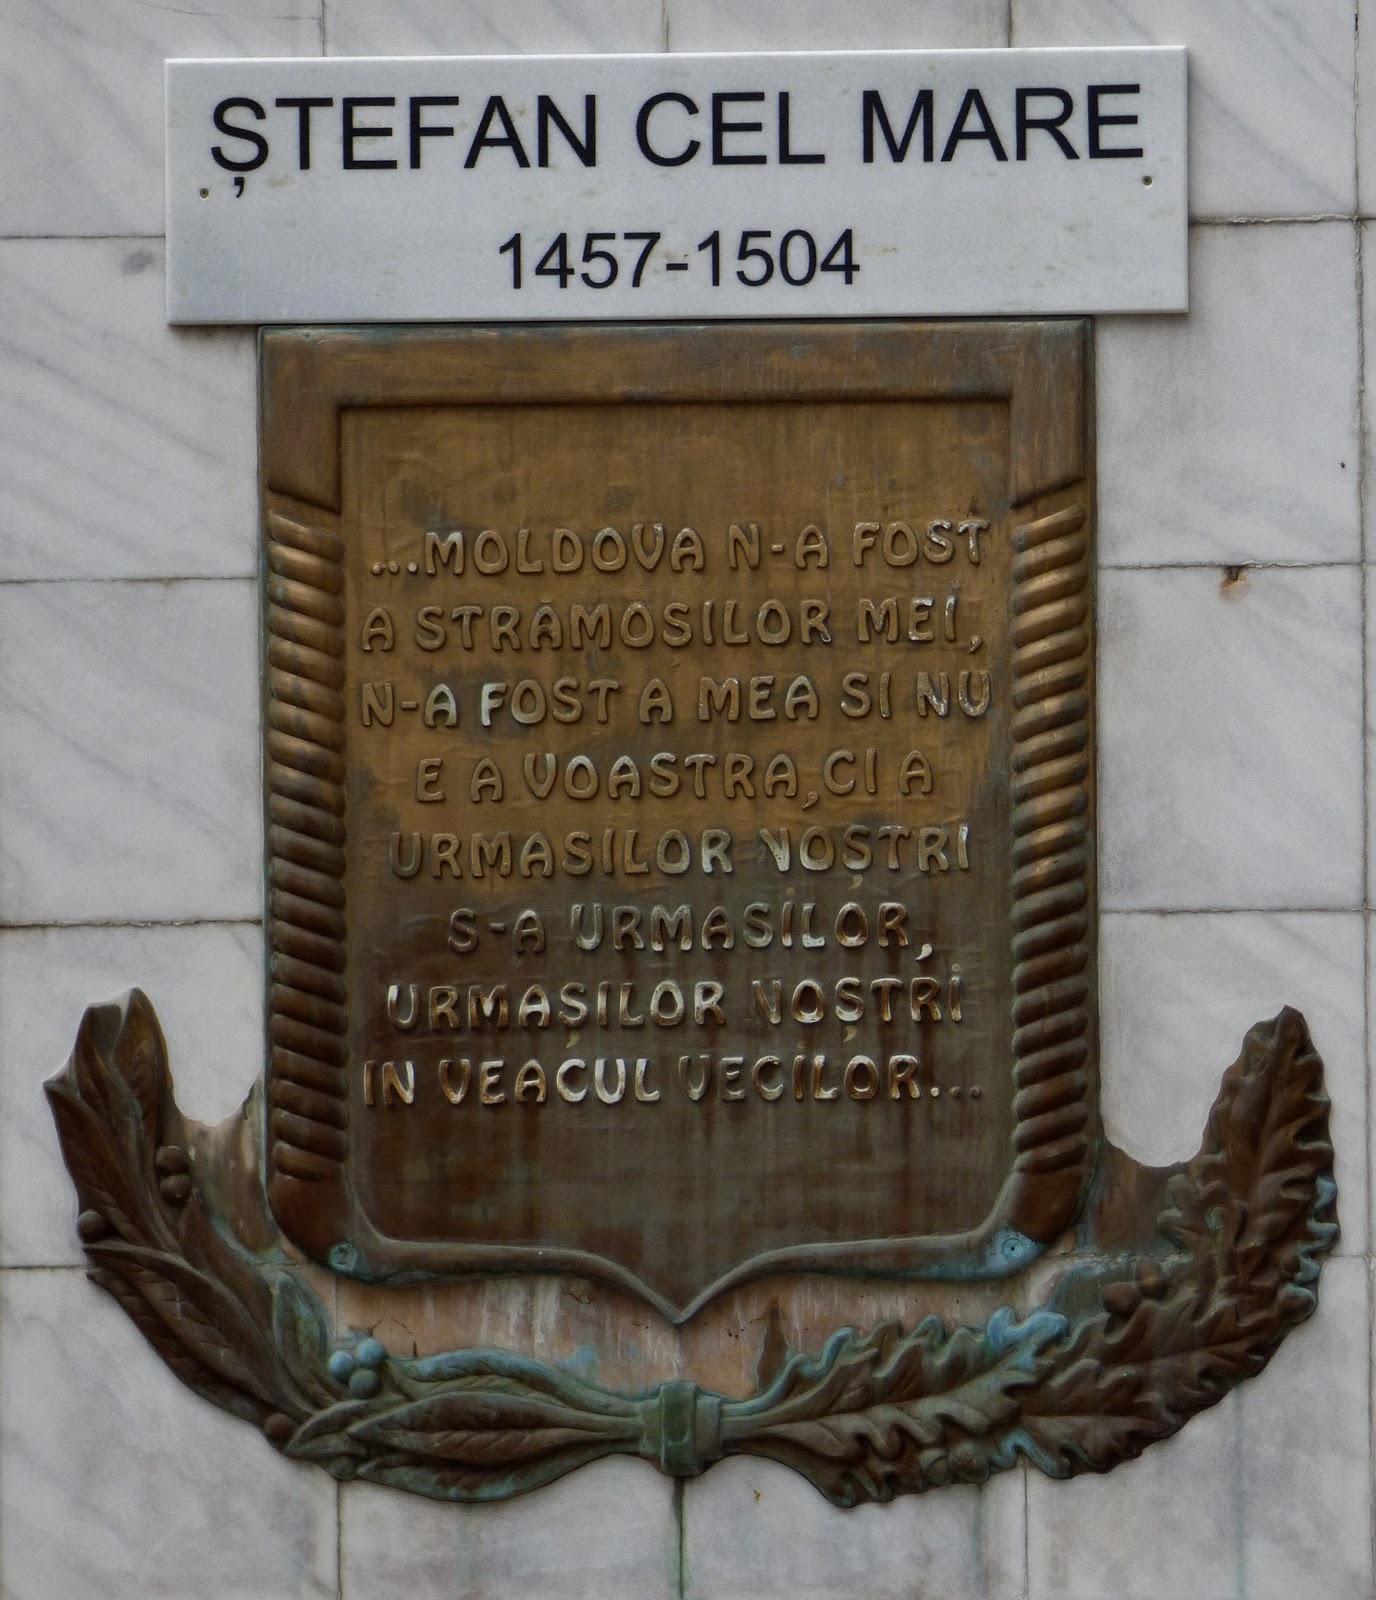 ȘTEFAN CEL MARE
1457-1504
...MOLDOVA N-A FOST
A STRĂMOSILOR MEI,
N-A FOST A MEA SI NU
E A VOASTRA,CI A
URMASILOR VOȘTRI
S-A URMASILOR,
URMAȘILOR VOȘTRI
IN VEACUL VECILOR...